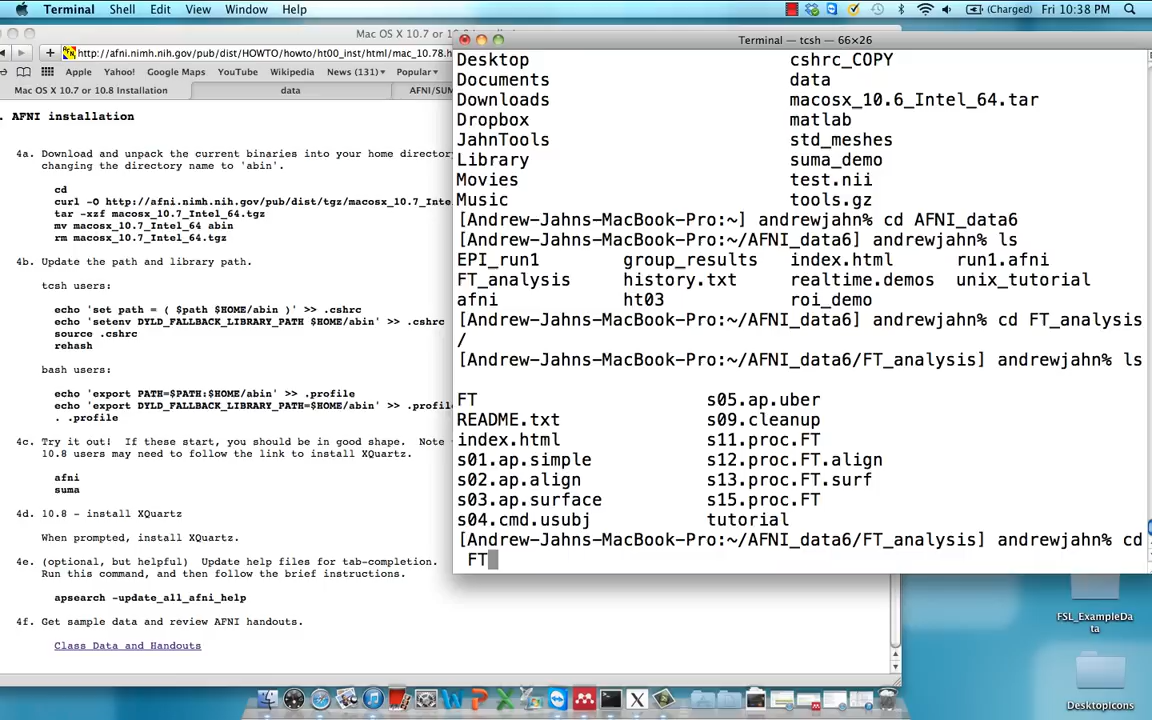 Terminal Shell Edit View Window Help
(Charged) Fri 10:38 PM
Mac OS X 10.7 or 10.8 Installation
http://afni.nimh.nih.gov/pub/dist/HOWTO/howto/ht00_inst/html/mac_10.78.h
Apple Yahoo! Google Maps YouTube Wikipedia News (131) Popular
Mac OS X 10.7 or 10.8 Installation data AFNI/SUM
. AFNI installation
4a. Download and unpack the current binaries into your home director
changing the directory name to 'abin'.
cd
curl -O http://afni.nimh.nih.gov/pub/dist/tgz/macosx_10.7_Inte
tar -xzf macosx_10.7_Intel_64.tgz
mv macosx_10.7_Intel_64 abin
rm macosx_10.7_Intel_64.tgz
4b. Update the path and library path.
tcsh users:
echo 'set path = ( $path $HOME/abin )' >> .cshrc
echo 'setenv DYLD_FALLBACK_LIBRARY_PATH $HOME/abin' >> .cshrc
source .cshrc
rehash
bash users:
echo 'export PATH=$PATH:$HOME/abin' >> .profile
echo 'export DYLD_FALLBACK_LIBRARY_PATH=$HOME/abin' >> .profil
. .profile
4c. Try it out! If these start, you should be in good shape. Note
10.8 users may need to follow the link to install XQuartz.
afni
suma
4d. 10.8 - install XQuartz
When prompted, install XQuartz.
4e. (optional, but helpful) Update help files for tab-completion.
Run this command, and then follow the brief instructions.
apsearch -update_all_afni_help
4f. Get sample data and review AFNI handouts.
Class Data and Handouts
Terminal — tcsh — 66×26
Desktop cshrc_COPY
Documents data
Downloads macosx_10.6_Intel_64.tar
Dropbox matlab
JahnTools std_meshes
Library suma_demo
Movies test.nii
Music tools.gz
[Andrew-Jahns-MacBook-Pro:~] andrewjahn% cd AFNI_data6
[Andrew-Jahns-MacBook-Pro:~/AFNI_data6] andrewjahn% ls
EPI_run1 group_results index.html run1.afni
FT_analysis history.txt realtime.demos unix_tutorial
afni ht03 roi_demo
[Andrew-Jahns-MacBook-Pro:~/AFNI_data6] andrewjahn% cd FT_analysis
/
[Andrew-Jahns-MacBook-Pro:~/AFNI_data6/FT_analysis] andrewjahn% ls
FT s05.ap.uber
README.txt s09.cleanup
index.html s11.proc.FT
s01.ap.simple s12.proc.FT.align
s02.ap.align s13.proc.FT.surf
s03.ap.surface s15.proc.FT
s04.cmd.usubj tutorial
[Andrew-Jahns-MacBook-Pro:~/AFNI_data6/FT_analysis] andrewjahn% cd
FT
FSL_ExampleDa
ta
DesktopIcons